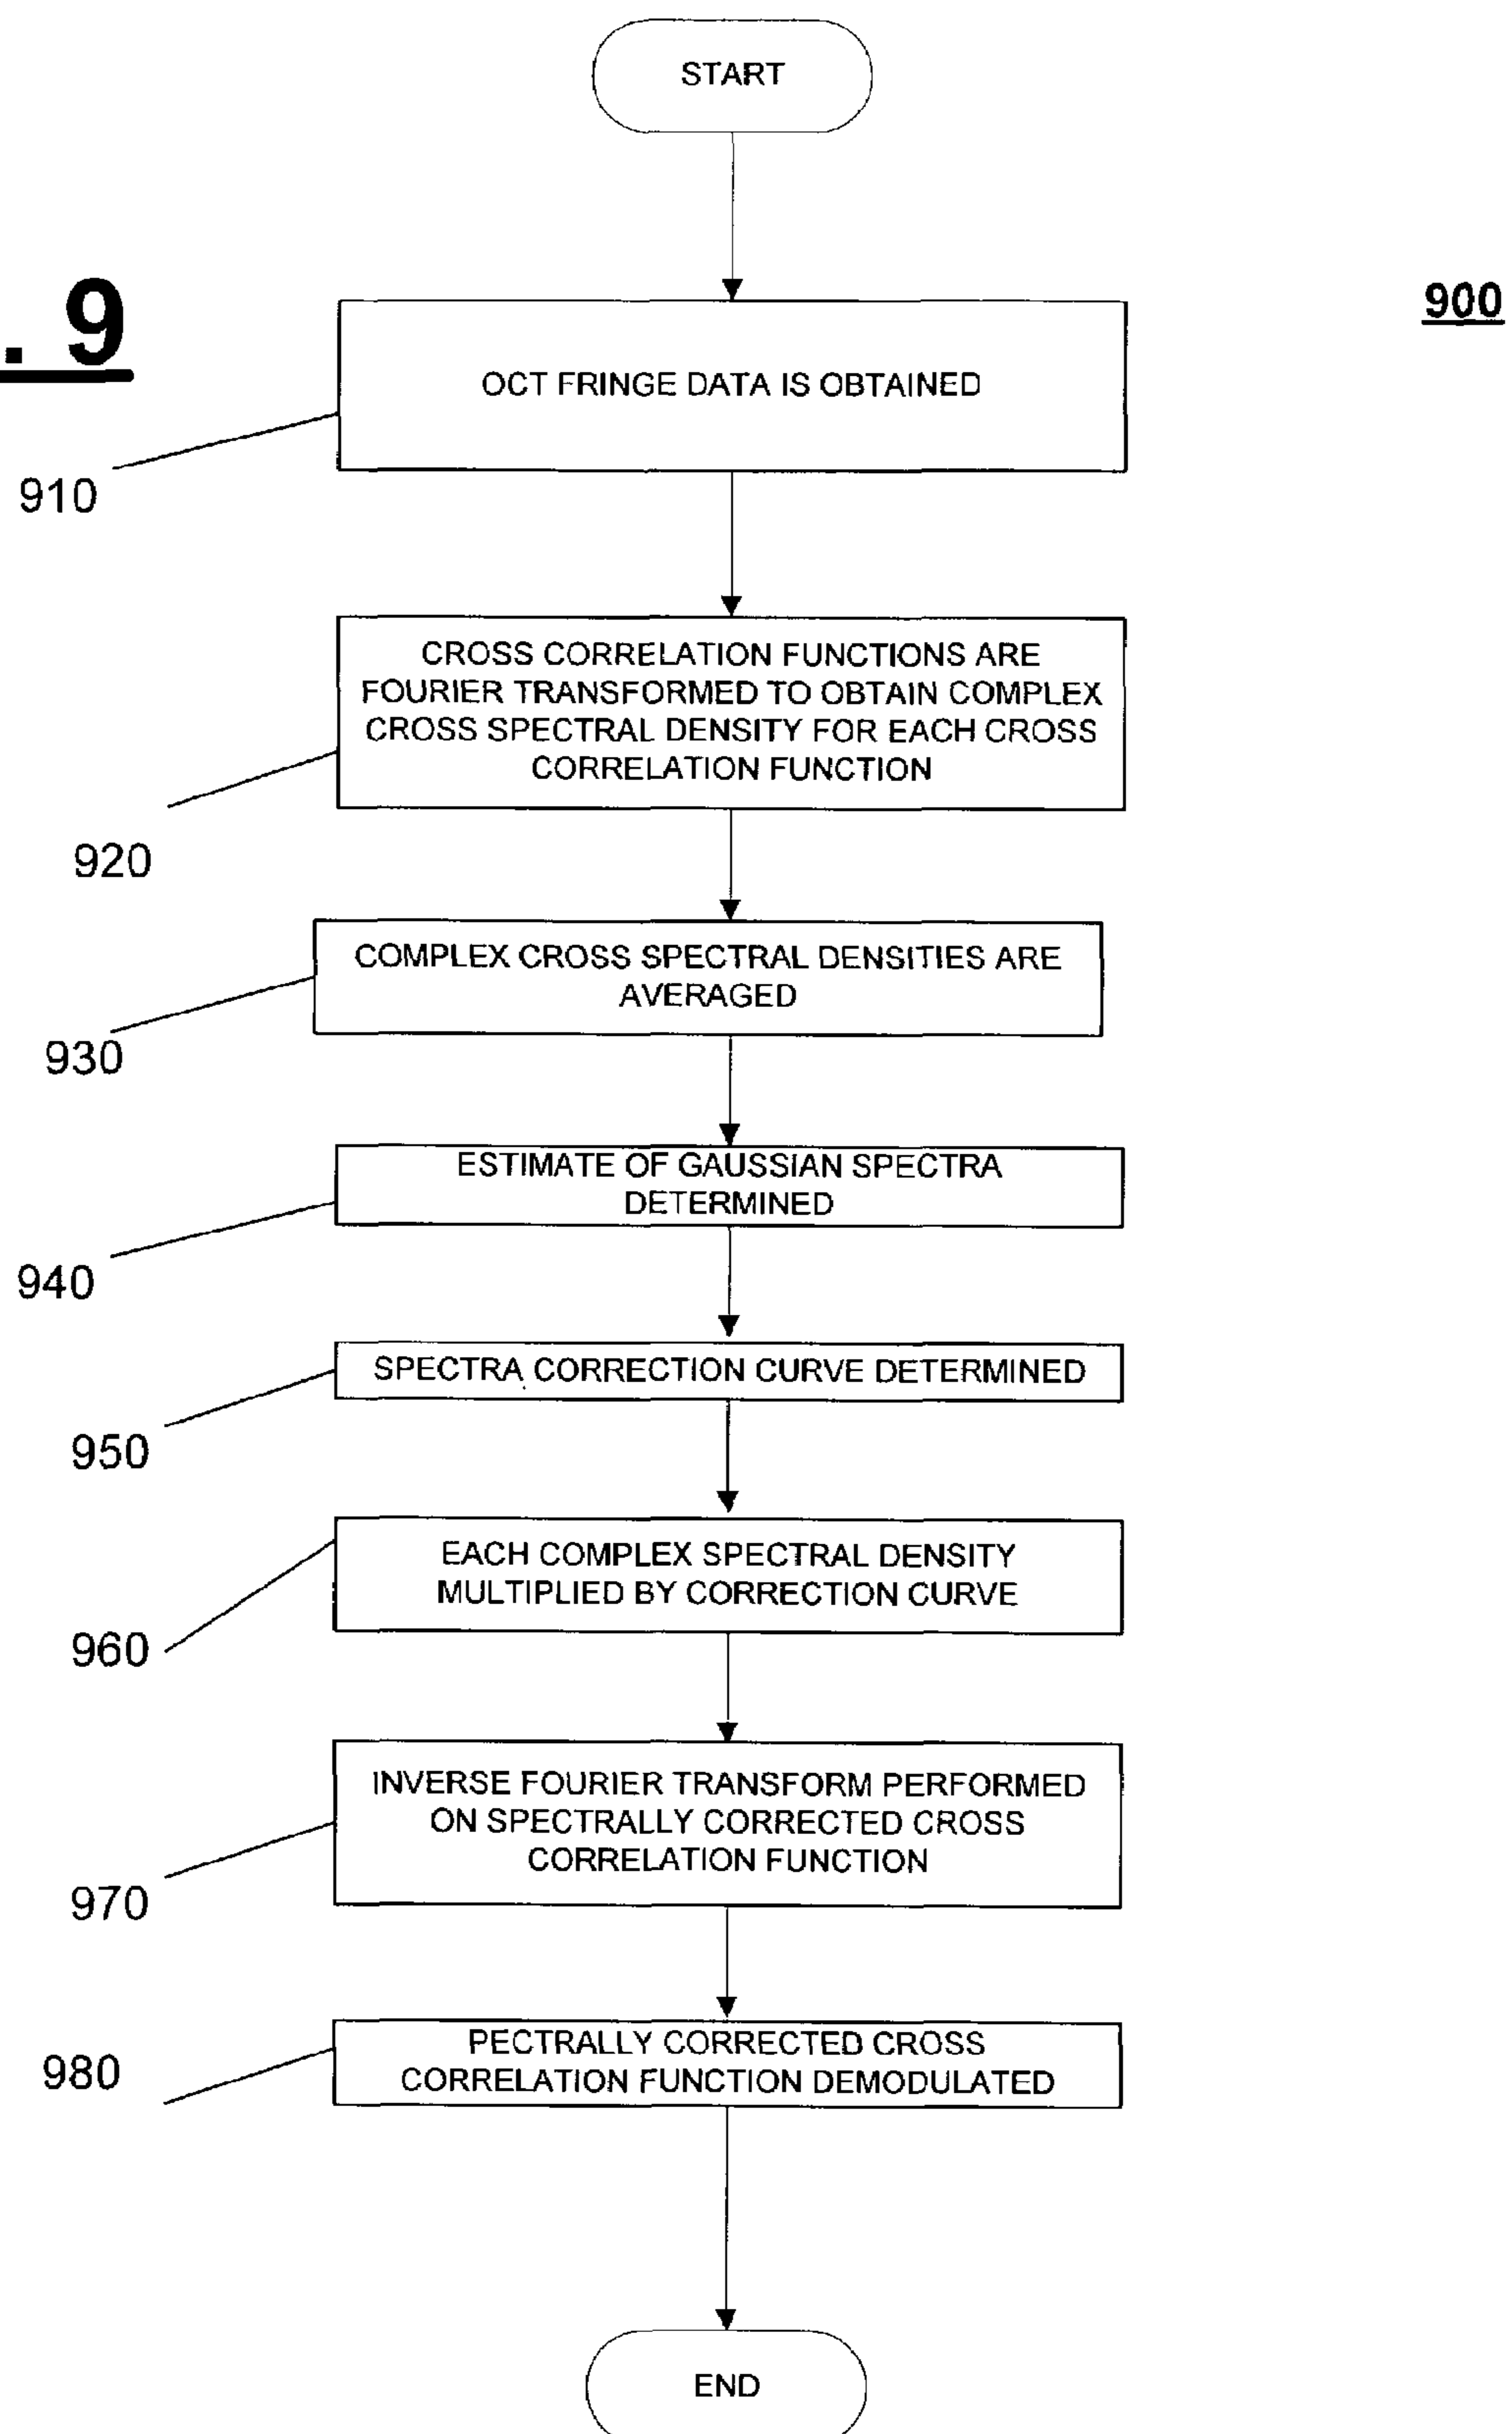 START
. 9
900
OCT FRINGE DATA IS OBTAINED
910
CROSS CORRELATION FUNCTIONS ARE
FOURIER TRANSFORMED TO OBTAIN COMPLEX
CROSS SPECTRAL DENSITY FOR EACH CROSS
CORRELATION FUNCTION
920
COMPLEX CROSS SPECTRAL DENSITIES ARE
AVERAGED
930
ESTIMATE OF GAUSSIAN SPECTRA
DETERMINED
940
SPECTRA CORRECTION CURVE DETERMINED
950
EACH COMPLEX SPECTRAL DENSITY
MULTIPLIED BY CORRECTION CURVE
960
INVERSE FOURIER TRANSFORM PERFORMED
ON SPECTRALLY CORRECTED CROSS
CORRELATION FUNCTION
970
PECTRALLY CORRECTED CROSS
CORRELATION FUNCTION DEMODULATED
980
END